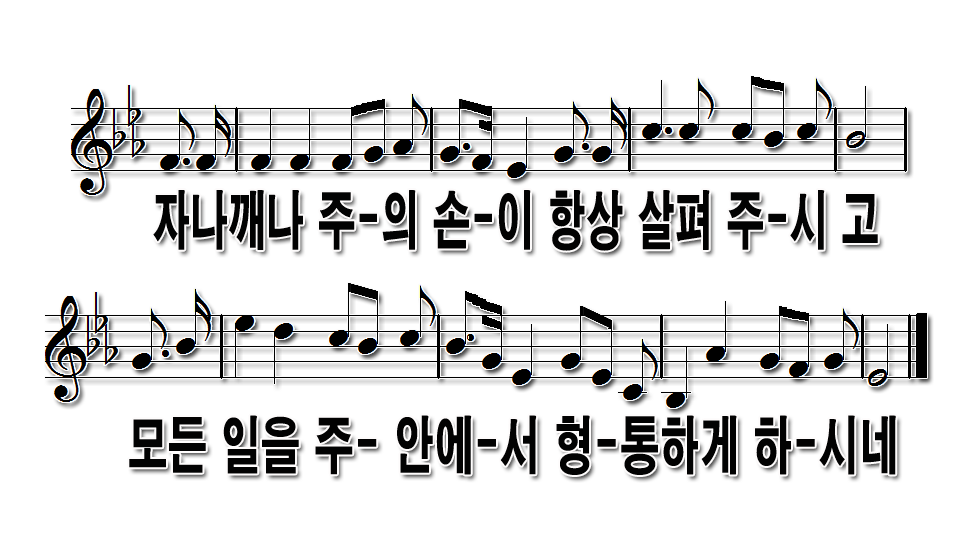 자나깨나 주-의 손-이 항상 살펴 주-시 고
모든 일을 주- 안에-서 형-통하게 하-시네